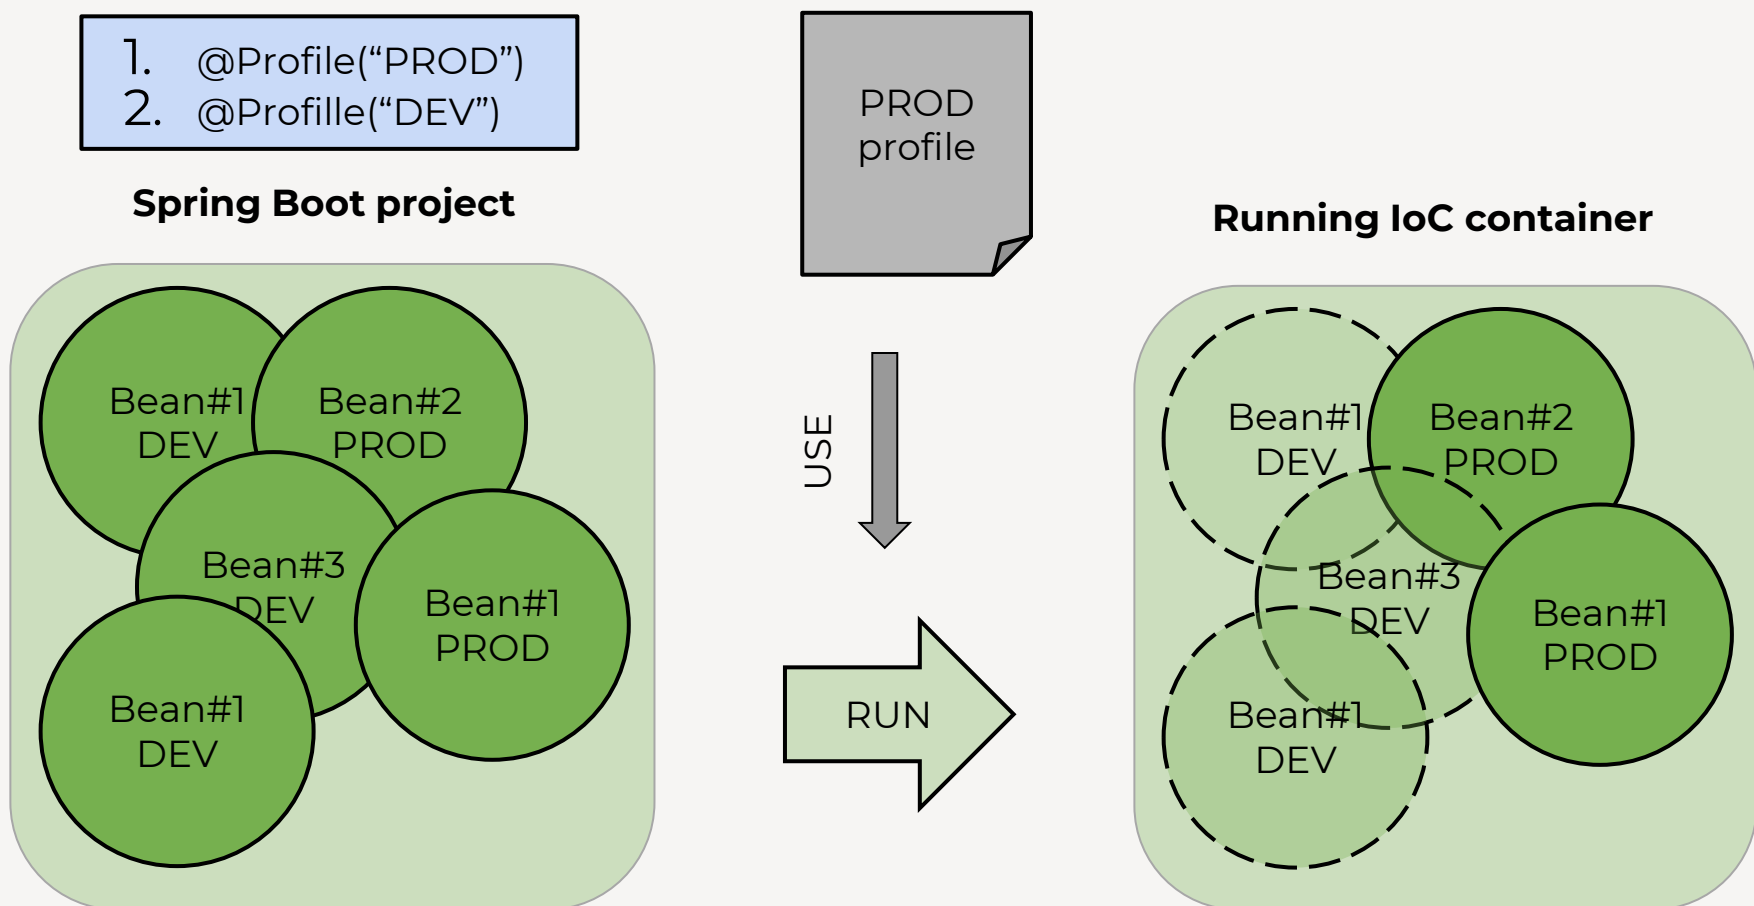 1. @Profile(“PROD”)
2. @Profille(“DEV”)
Spring Boot project
Bean#1
DEV
Bean#2
PROD
Bean#3
DEV
Bean#1
PROD
Bean#1
DEV
PROD
profile
USE
RUN
Running IoC container
Bean#1
DEV
Bean#2
PROD
Bean#3
DEV
Bean#1
PROD
Bean#1
DEV